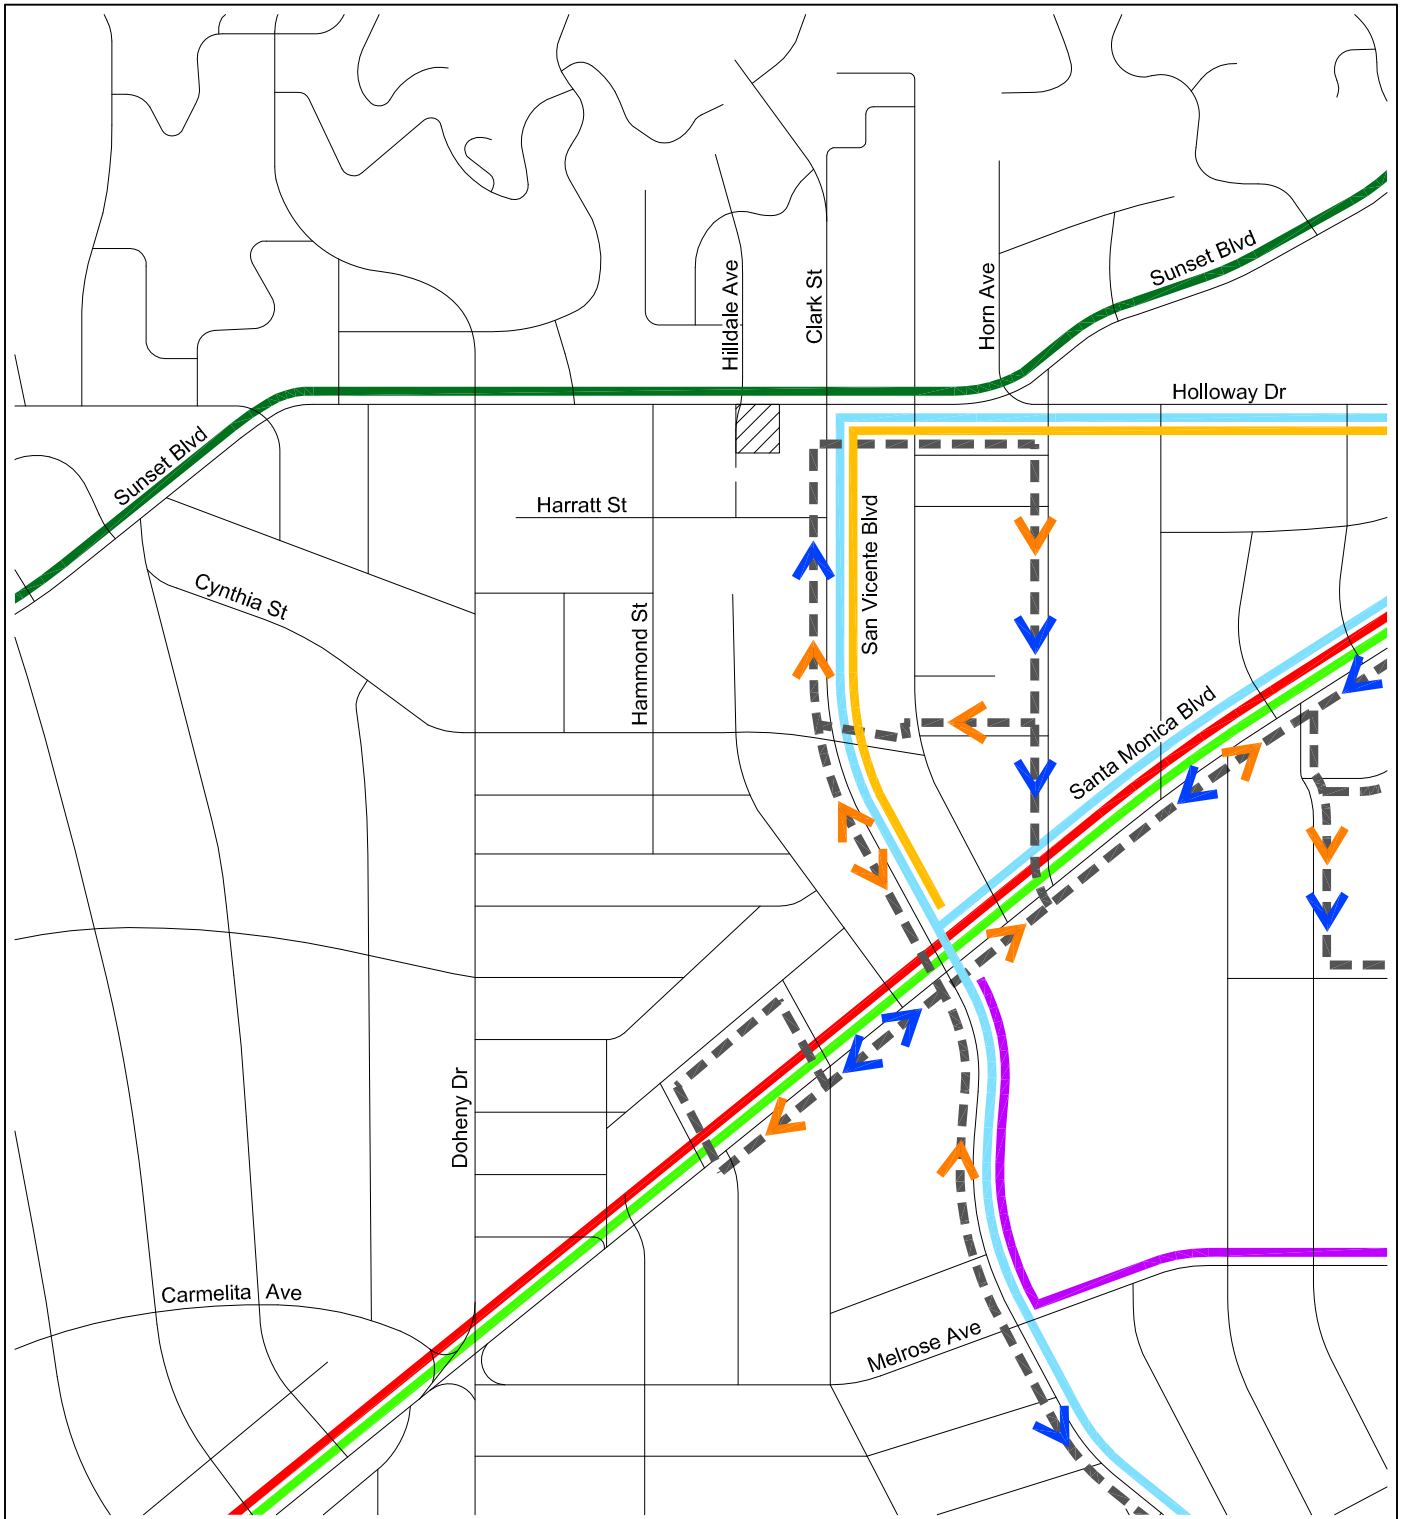 Sunset Blvd
Hilldale Ave
Clark St
Horn Ave
Holloway Dr
Sunset Blvd
Harratt St
San Vicente Blvd
Cynthia St
Hammond St
Santa Monica Blvd
Doheny Dr
Carmelita Ave
Melrose Ave